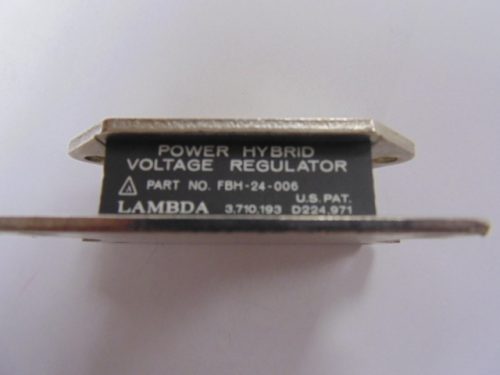 POWER HYBRID
VOLTAGE REGULATOR
PART NO. FBH-24-006
U.S. PAT.
LAMBDA 3,710,193 D224,971